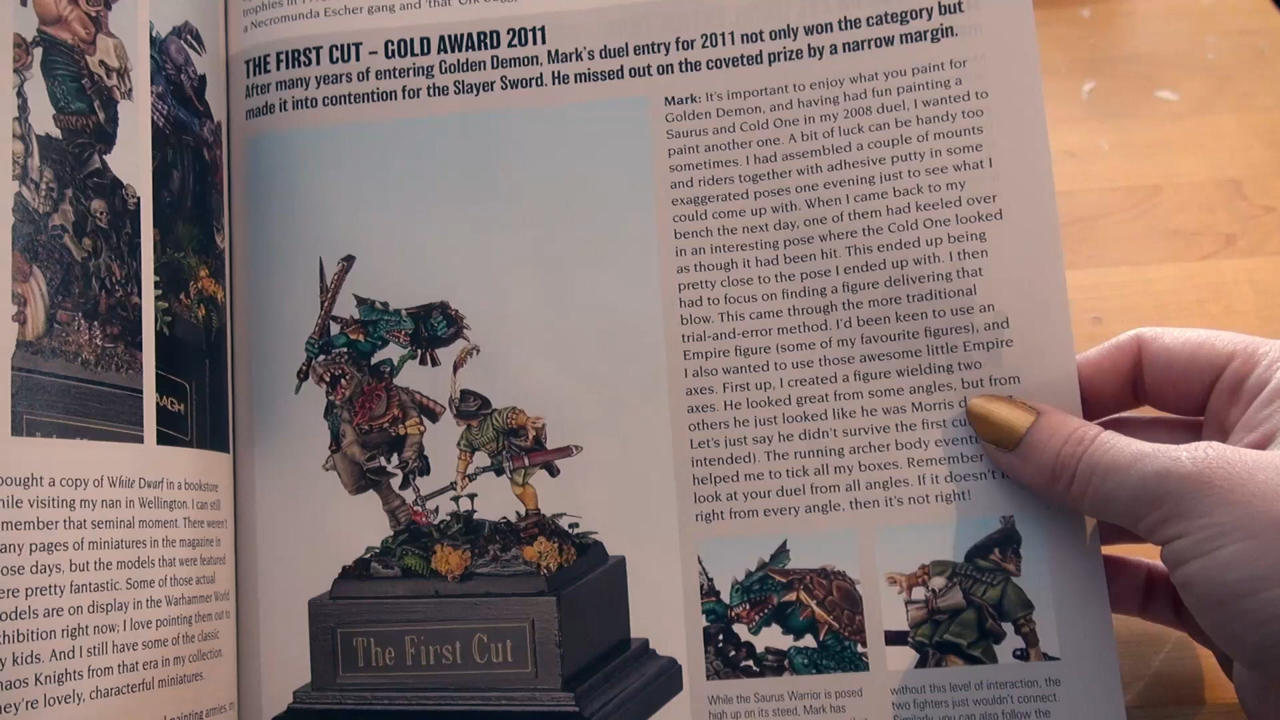 AAGH!
bought a copy of White Dwarf in a bookstore
while visiting my nan in Wellington. I can still
remember that seminal moment. There weren't
many pages of miniatures in the magazine in
those days, but the models that were featured
were pretty fantastic. Some of those actual
models are on display in the Warhammer World
exhibition right now; I love pointing them out to
my kids. And I still have some of the classic
Chaos Knights from that era in my collection.
They're lovely, characterful miniatures.
painting armies,
trophies in
a Necromunda Escher gang and 'that'
THE FIRST CUT – GOLD AWARD 2011
After many years of entering Golden Demon, Mark's duel entry for 2011 not only won the category but
made it into contention for the Slayer Sword. He missed out on the coveted prize by a narrow margin.
The First Cut
Mark: It's important to enjoy what you paint for
Golden Demon, and having had fun painting a
Saurus and Cold One in my 2008 duel, I wanted to
paint another one. A bit of luck can be handy too
sometimes. I had assembled a couple of mounts
and riders together with adhesive putty in some
exaggerated poses one evening just to see what I
could come up with. When I came back to my
bench the next day, one of them had keeled over
in an interesting pose where the Cold One looked
as though it had been hit. This ended up being
pretty close to the pose I ended up with. I then
had to focus on finding a figure delivering that
blow. This came through the more traditional
trial-and-error method. I'd been keen to use an
Empire figure (some of my favourite figures), and
I also wanted to use those awesome little Empire
axes. First up, I created a figure wielding two
axes. He looked great from some angles, but from
others he just looked like he was Morris d
Let's just say he didn't survive the first cu
intended). The running archer body event
helped me to tick all my boxes. Remember
look at your duel from all angles. If it doesn't
right from every angle, then it's not right!
While the Saurus Warrior is posed
high up on its steed, Mark has
without this level of interaction, the
two fighters just wouldn't connect.
Similarly, you can also follow the